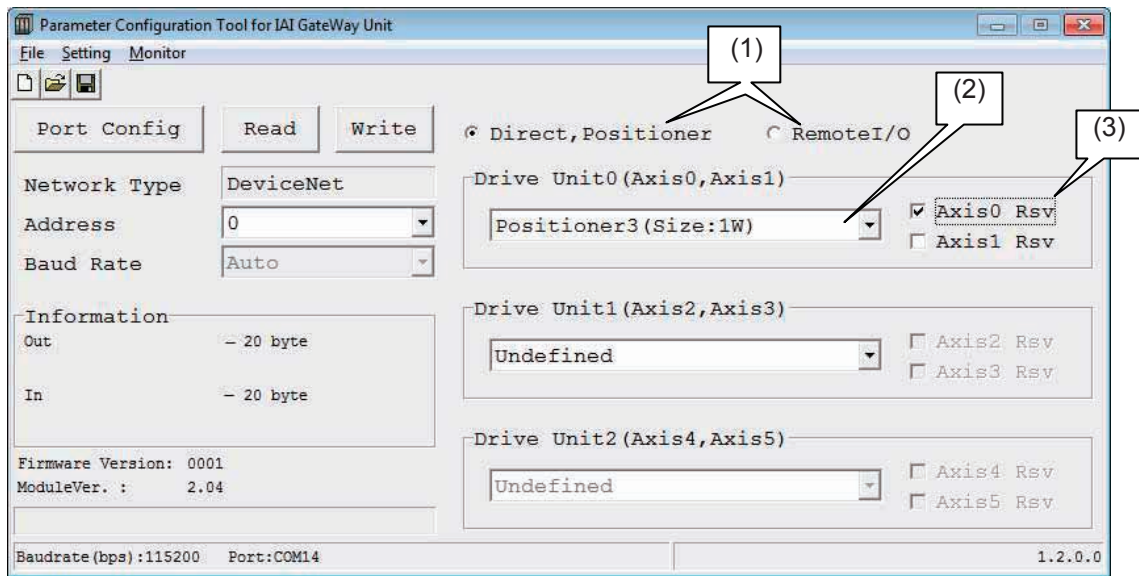 Parameter Configuration Tool for IAI GateWay Unit
File Setting Monitor
(1)
(2)
(3)
Port Config Read Write
Direct,Positioner RemoteI/O
Network Type DeviceNet
Address 0
Baud Rate Auto
Information
Out — 20 byte
In — 20 byte
Firmware Version: 0001
ModuleVer. : 2.04
Drive Unit0(Axis0,Axis1)
Positioner3(Size:1W)
Axis0 Rsv
Axis1 Rsv
Drive Unit1(Axis2,Axis3)
Undefined
Axis2 Rsv
Axis3 Rsv
Drive Unit2(Axis4,Axis5)
Undefined
Axis4 Rsv
Axis5 Rsv
Baudrate(bps):115200 Port:COM14 1.2.0.0